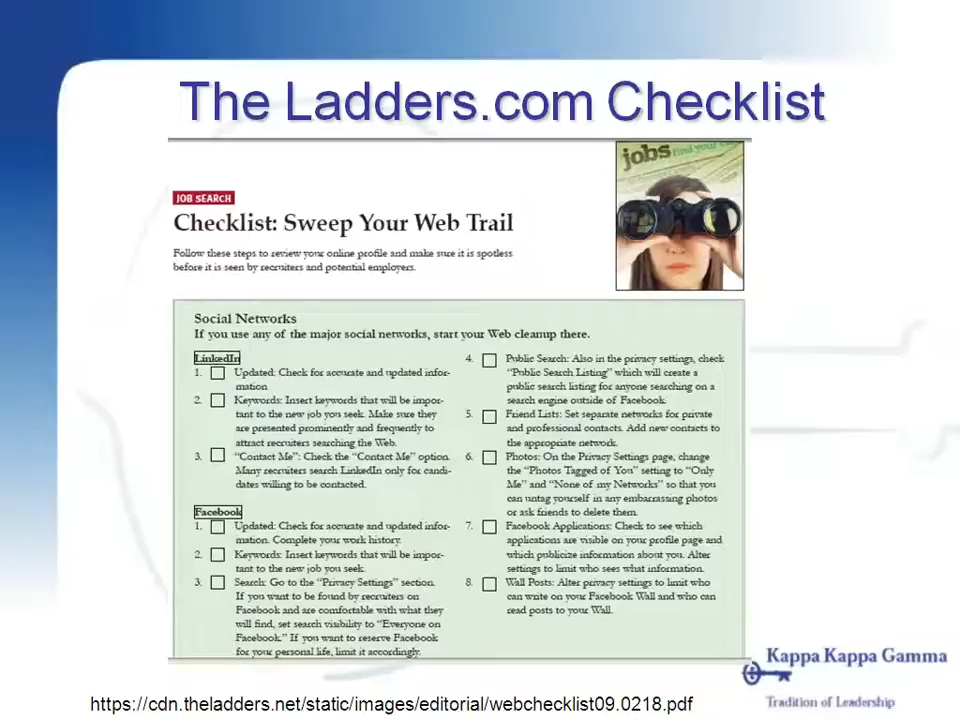 The Ladders.com Checklist
jobs find your
JOB SEARCH
Checklist: Sweep Your Web Trail
Follow these steps to review your online profile and make sure it is spotless
before it is seen by recruiters and potential employers.
Social Networks
If you use any of the major social networks, start your Web cleanup there.
LinkedIn
1. Updated: Check for accurate and updated infor-
mation
2. Keywords: Insert keywords that will be impor-
tant to the new job you seek. Make sure they
are presented prominently and frequently to
attract recruiters searching the Web.
3. "Contact Me": Check the "Contact Me" option.
Many recruiters search LinkedIn only for candi-
dates willing to be contacted.
Facebook
1. Updated: Check for accurate and updated infor-
mation. Complete your work history.
2. Keywords: Insert keywords that will be impor-
tant to the new job you seek.
3. Search: Go to the "Privacy Settings" section.
If you want to be found by recruiters on
Facebook and are comfortable with what they
will find, set search visibility to "Everyone on
Facebook." If you want to reserve Facebook
for your personal life, limit it accordingly.
4. Public Search: Also in the privacy settings, check
"Public Search Listing" which will create a
public search listing for anyone searching on a
search engine outside of Facebook.
5. Friend Lists: Set separate networks for private
and professional contacts. Add new contacts to
the appropriate network.
6. Photos: On the Privacy Settings page, change
the "Photos Tagged of You" setting to "Only
Me" and "None of my Networks" so that you
can untag yourself in any embarrassing photos
or ask friends to delete them.
7. Facebook Applications: Check to see which
applications are visible on your profile page and
which publicize information about you. Alter
settings to limit who sees what information.
8. Wall Posts: Alter privacy settings to limit who
can write on your Facebook Wall and who can
read posts to your Wall.
Kappa Kappa Gamma
Tradition of Leadership
https://cdn.theladders.net/static/images/editorial/webchecklist09.0218.pdf